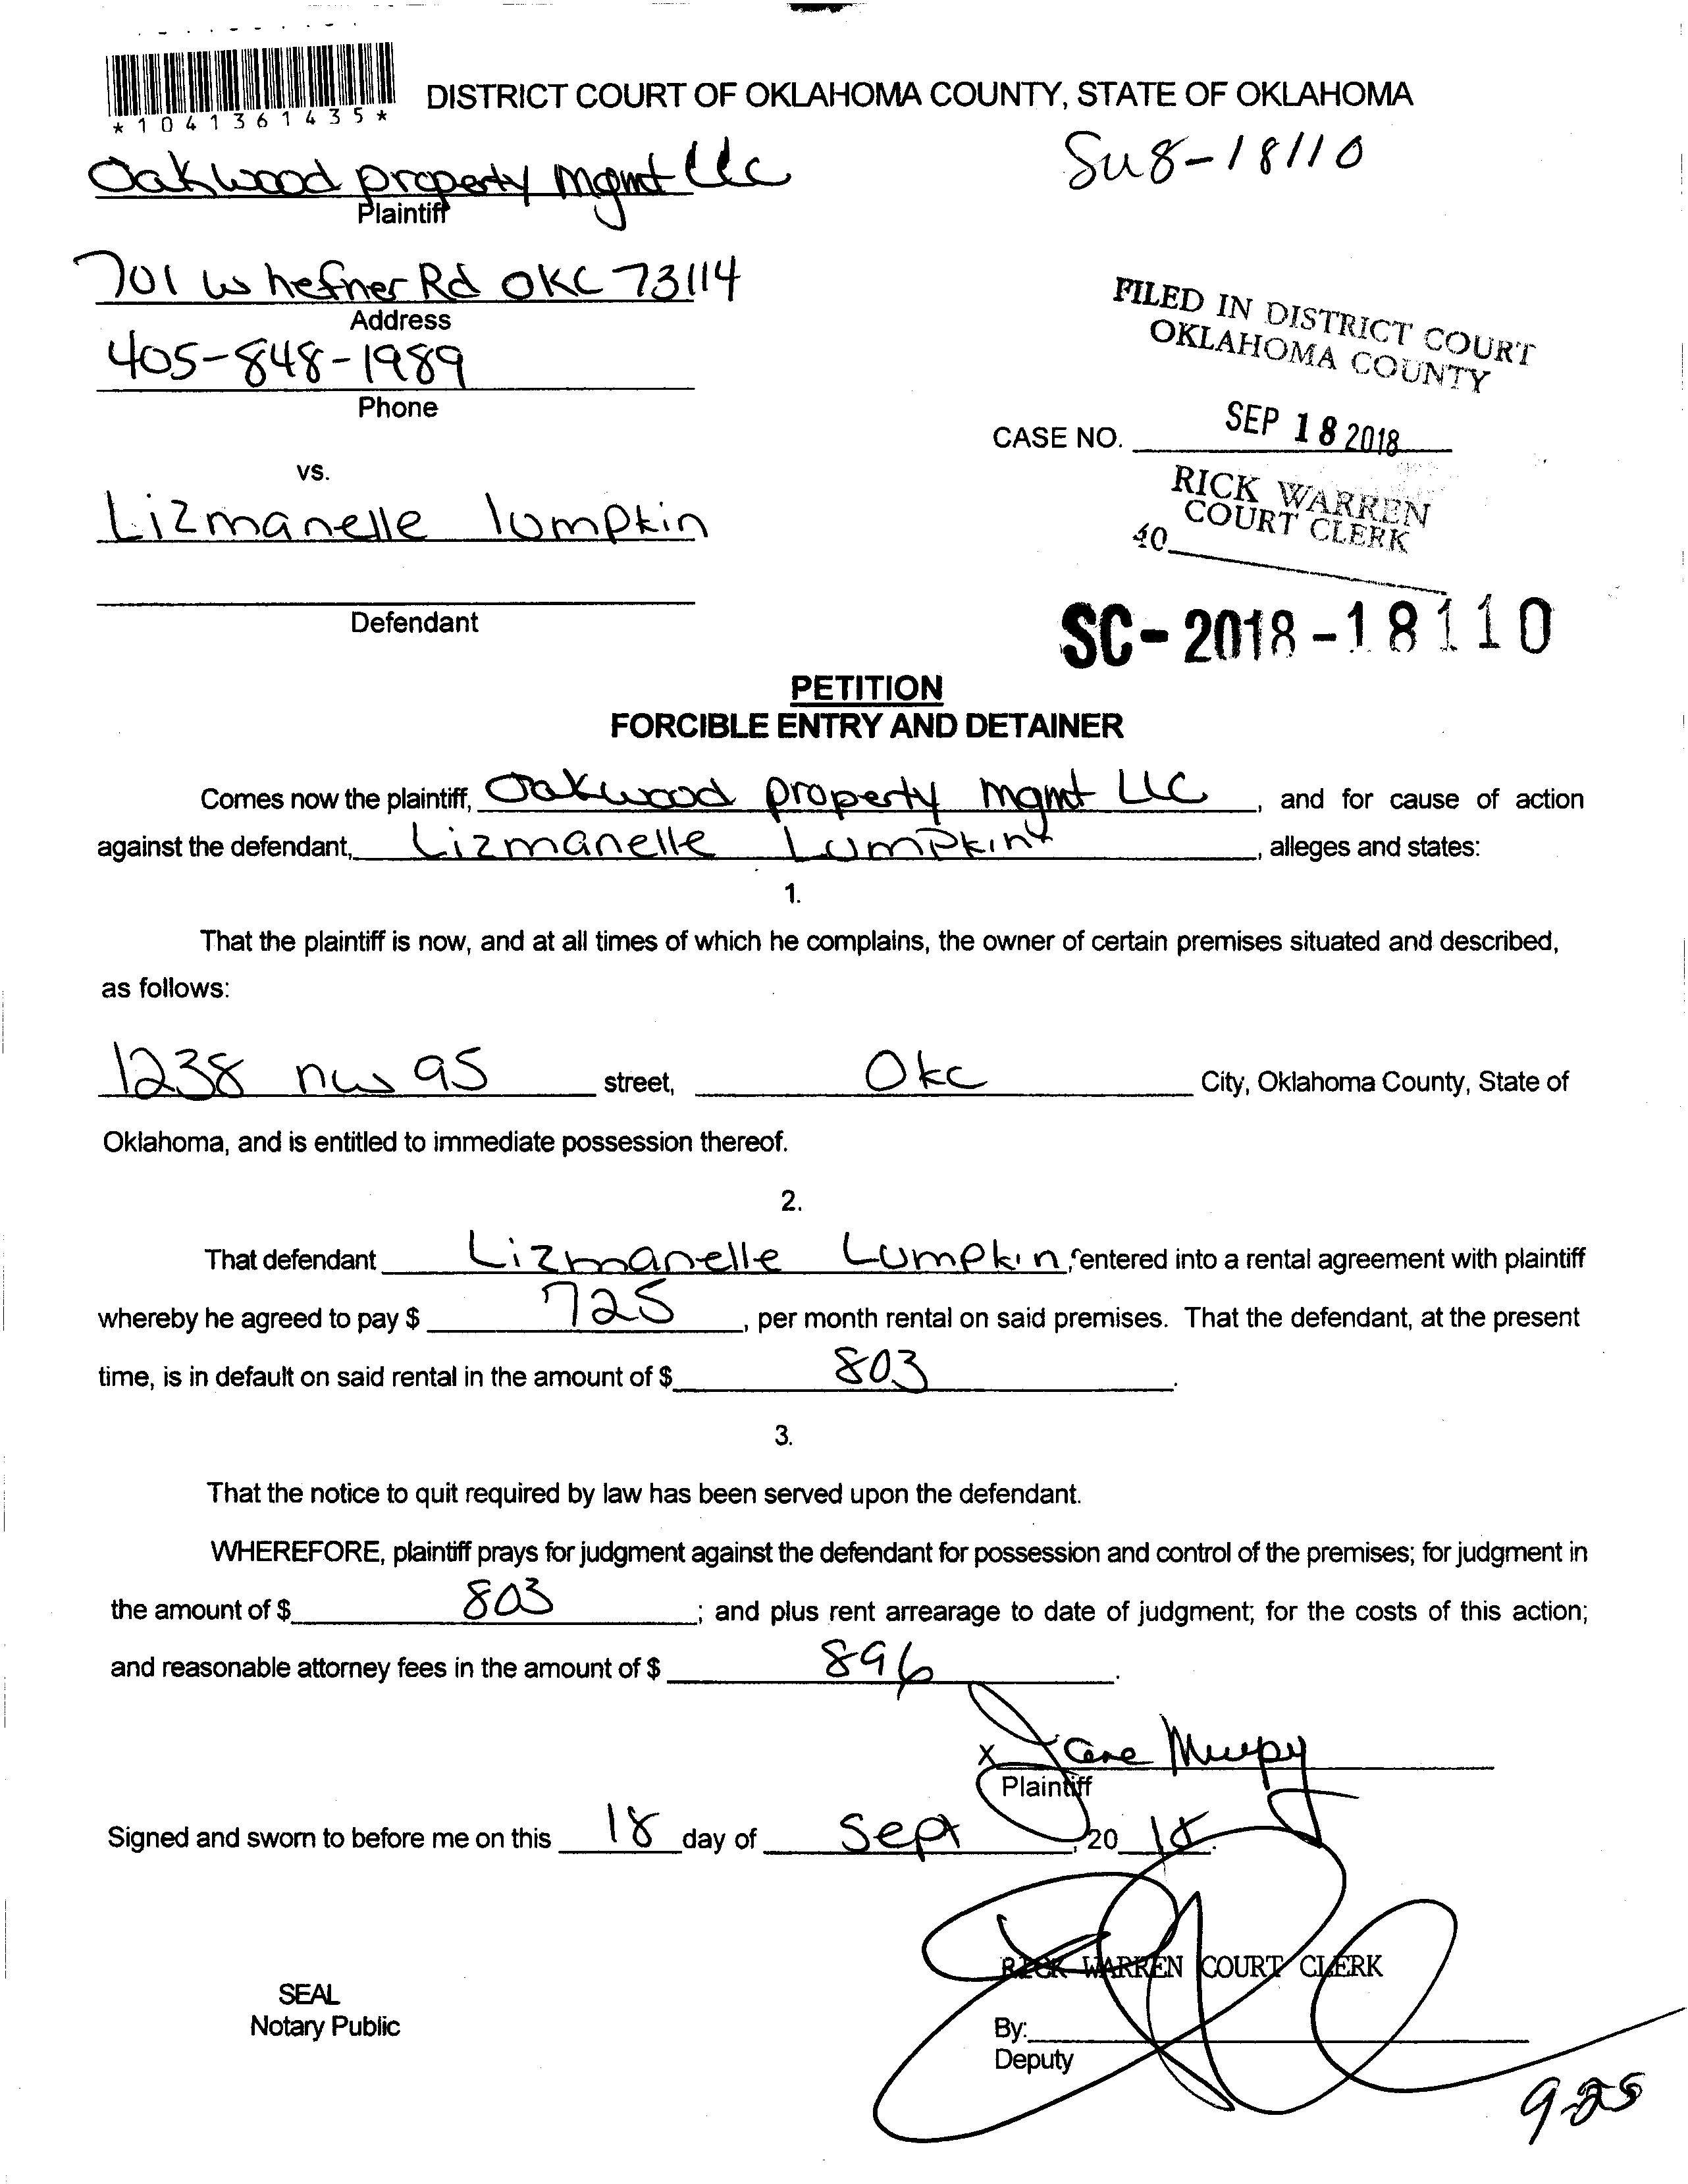 *1041361435*
DISTRICT COURT OF OKLAHOMA COUNTY, STATE OF OKLAHOMA
Su8-18110
Oakwood property Mgmt LLC
Plaintiff
701 W hefner Rd OKC 73114
Address
405-848-1989
Phone
FILED IN DISTRICT COURT
OKLAHOMA COUNTY
SEP 18 2018
CASE NO.
RICK WARREN
COURT CLERK
40
vs.
Lizmanelle lumpkin
Defendant
SC-2018-18110
PETITION
FORCIBLE ENTRY AND DETAINER
Comes now the plaintiff, Oakwood property mgmt LLC, and for cause of action
against the defendant, Lizmanelle Lumpkin, alleges and states:
1.
That the plaintiff is now, and at all times of which he complains, the owner of certain premises situated and described,
as follows:
1238 nw 95 street, Okc City, Oklahoma County, State of
Oklahoma, and is entitled to immediate possession thereof.
2.
That defendant Lizmanelle Lumpkin, entered into a rental agreement with plaintiff
whereby he agreed to pay $ 725, per month rental on said premises. That the defendant, at the present
time, is in default on said rental in the amount of $ 803.
3.
That the notice to quit required by law has been served upon the defendant.
WHEREFORE, plaintiff prays for judgment against the defendant for possession and control of the premises; for judgment in
the amount of $ 803; and plus rent arrearage to date of judgment; for the costs of this action;
and reasonable attorney fees in the amount of $ 896.
X Jane Murpy
Plaintiff
Signed and sworn to before me on this 18 day of Sept, 20 18.
RICK WARREN COURT CLERK
SEAL
Notary Public
By:
Deputy
9-25